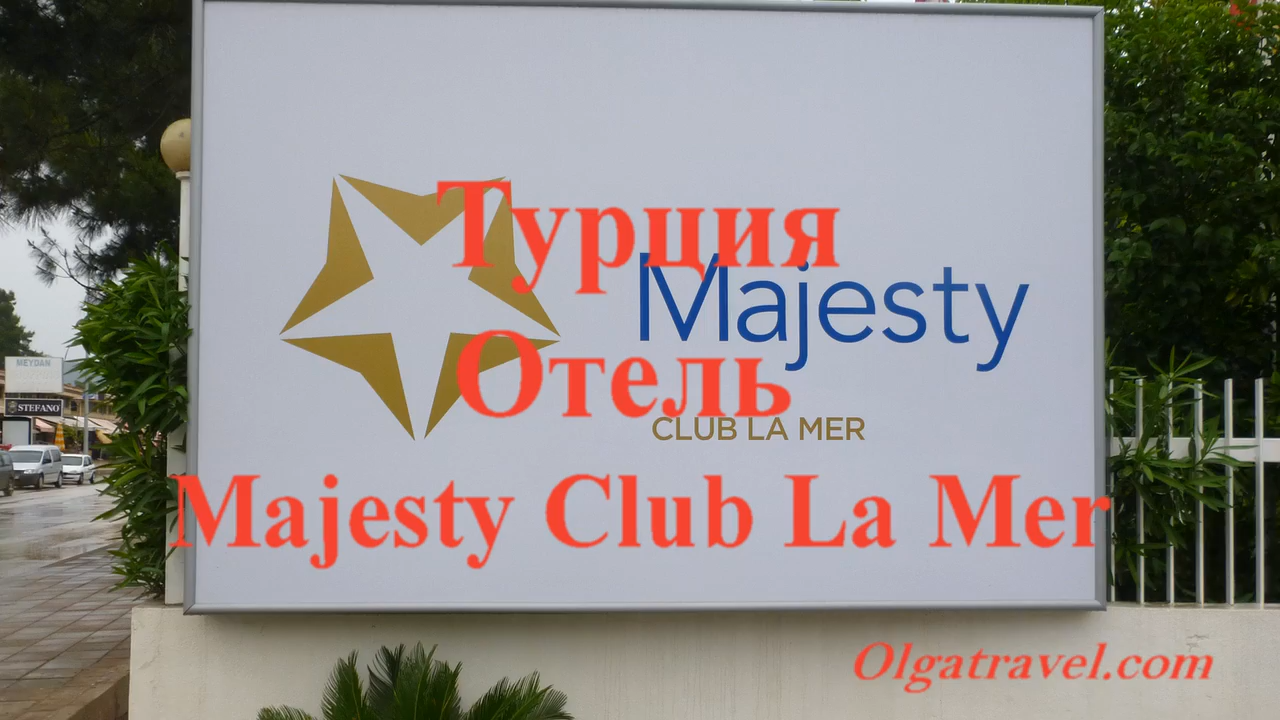 Турция
Majesty
Отель
CLUB LA MER
Majesty Club La Mer
MEYDAN
STEFANO
Olgatravel.com